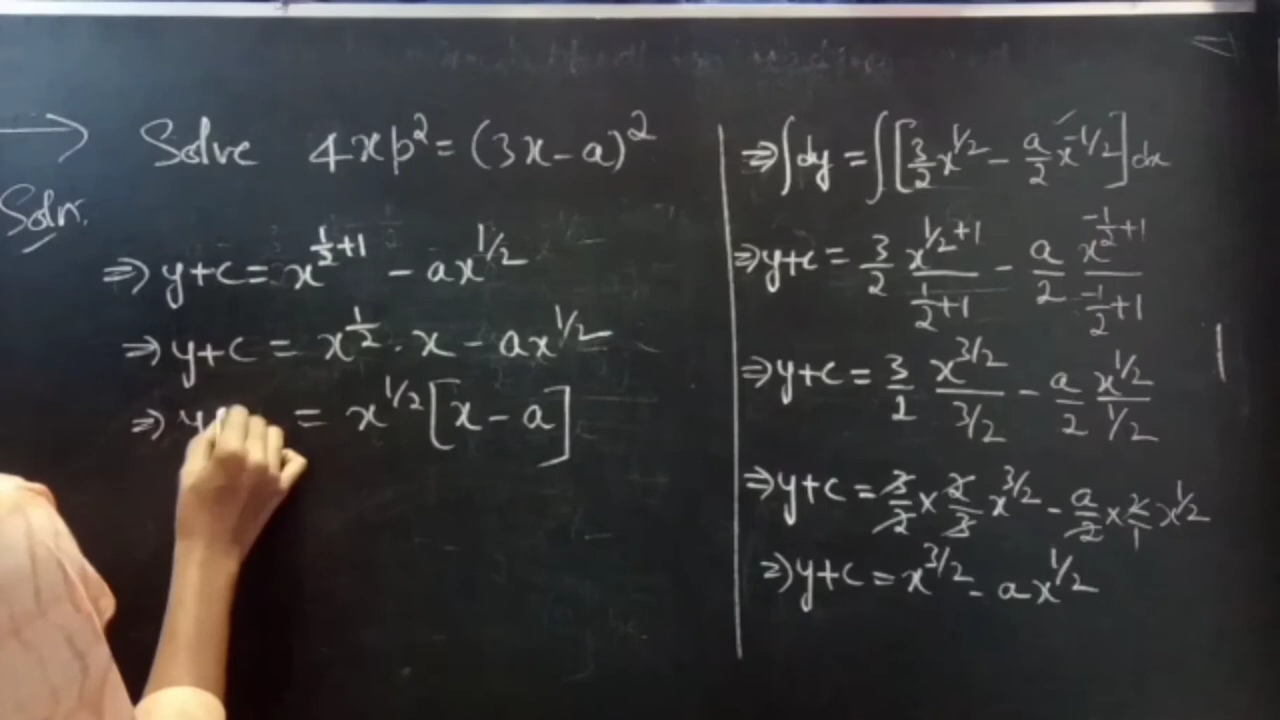 → Solve 4xp² = (3x - a)²
Soln.
⇒ y+c = x^{1/2+1} - ax^{1/2}
⇒ y+c = x^{1/2} . x - ax^{1/2}
⇒ y = x^{1/2} [x - a]
⇒ ∫dy = ∫[3/2 x^{1/2} - a/2 x^{-1/2}] dx
⇒ y+c = 3/2 x^{1/2+1}/(1/2+1) - a/2 x^{-1/2+1}/(-1/2+1)
⇒ y+c = 3/2 x^{3/2}/(3/2) - a/2 x^{1/2}/(1/2)
⇒ y+c = 3/2 × 2/3 x^{3/2} - a/2 × 2/1 x^{1/2}
⇒ y+c = x^{3/2} - ax^{1/2}